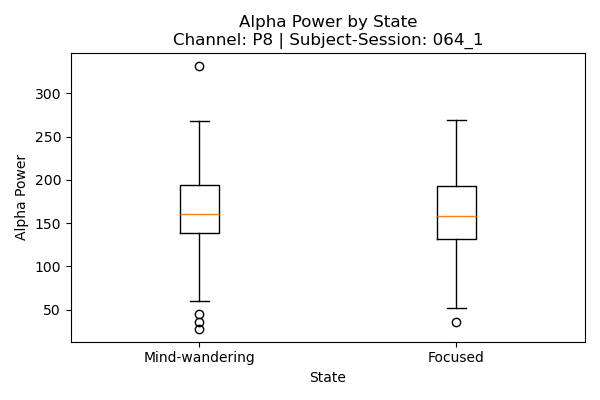 Alpha Power by State
Channel: P8 | Subject-Session: 064_1
Alpha Power
300
250
200
150
100
50
Mind-wandering
Focused
State